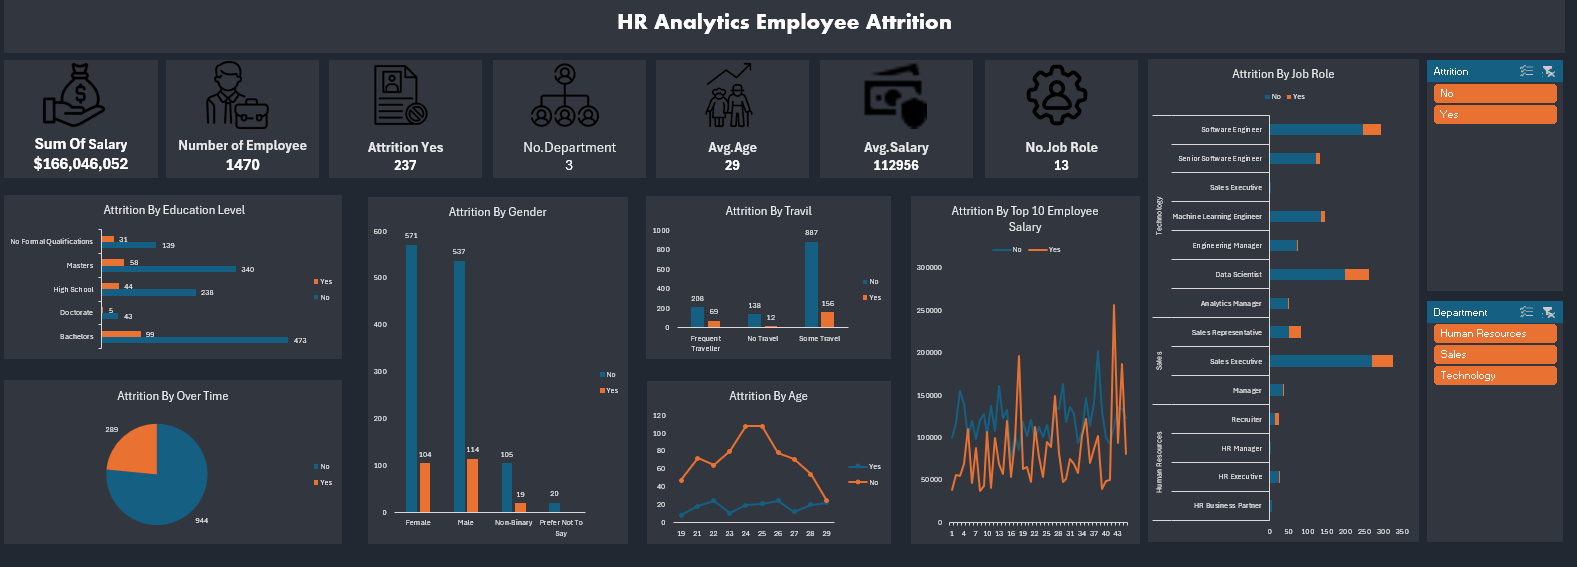 HR Analytics Employee Attrition
Sum Of Salary
$166,046,052
Number of Employee
1470
Attrition Yes
237
No.Department
3
Avg.Age
29
Avg.Salary
112956
No.Job Role
13
Attrition By Education Level
No Formal Qualifications
31
139
Masters
58
340
High School
44
238
Doctorate
5
43
Bachelors
99
473
Yes
No
Attrition By Over Time
289
944
No
Yes
Attrition By Gender
600
500
400
300
200
100
0
571
104
537
114
105
19
20
Female
Male
Non-Binary
Prefer Not To
Say
No
Yes
Attrition By Travil
1000
800
600
400
200
0
208
69
138
12
887
156
Frequent
Traveller
No Travel
Some Travel
No
Yes
Attrition By Age
120
100
80
60
40
20
0
19 21 22 23 24 25 26 27 28 29
Yes
No
Attrition By Top 10 Employee
Salary
No Yes
300000
250000
200000
150000
100000
50000
0
1 4 7 10 13 16 19 22 25 28 31 34 37 40 43
Attrition By Job Role
No Yes
Technology
Software Engineer
Senior Software Engineer
Sales Executive
Machine Learning Engineer
Engineering Manager
Data Scientist
Analytics Manager
Sales
Sales Representative
Sales Executive
Manager
Human Resources
Recruiter
HR Manager
HR Executive
HR Business Partner
0 50 100 150 200 250 300 350
Attrition
No
Yes
Department
Human Resources
Sales
Technology